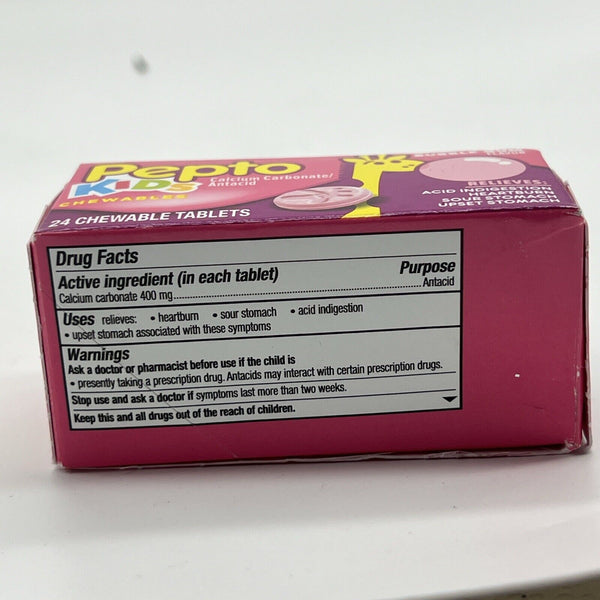 Pepto
KIDS
Calcium Carbonate/
Antacid
CHEWABLES
24 CHEWABLE TABLETS
RELIEVES:
ACID INDIGESTION
HEARTBURN
SOUR STOMACH
UPSET STOMACH
Drug Facts
Active ingredient (in each tablet) Purpose
Calcium carbonate 400 mg Antacid
Uses relieves: • heartburn • sour stomach • acid indigestion
• upset stomach associated with these symptoms
Warnings
Ask a doctor or pharmacist before use if the child is
• presently taking a prescription drug. Antacids may interact with certain prescription drugs.
Stop use and ask a doctor if symptoms last more than two weeks.
Keep this and all drugs out of the reach of children.